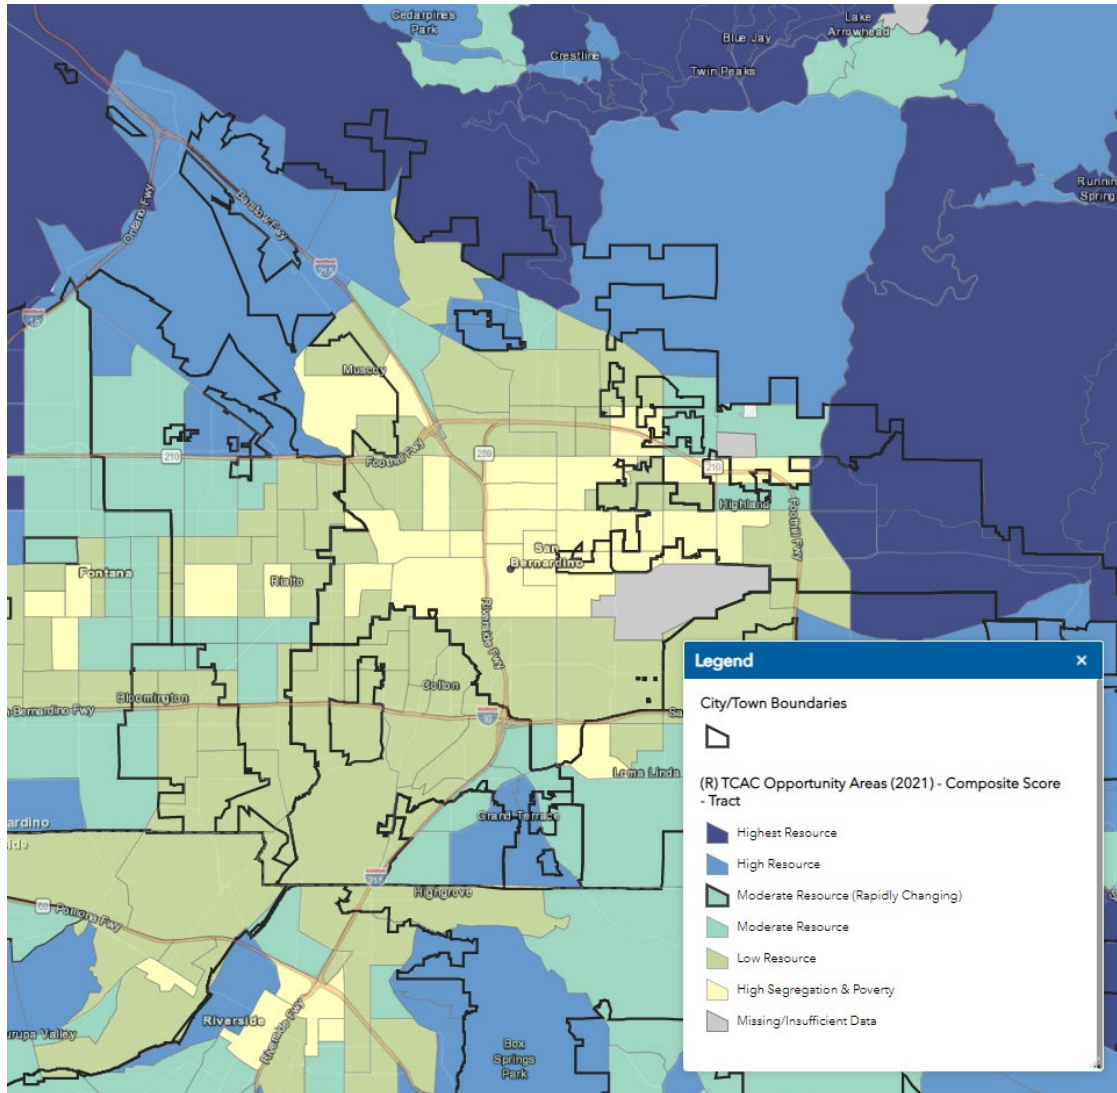 Cedarpines
Park
Lake
Arrowhead
Blue Jay
Crestline
Twin Peaks
Running
Spring
Ontario Fwy
Barstow Fwy
215
15
Muscoy
210
Foothill Fwy
259
210
Highland
Foothill Fwy
San
Bernardino
Fontana
Rialto
Riverside Fwy
Colton
Bloomington
Bernardino Fwy
10
Loma Linda
Grand Terrace
215
Highgrove
60
Pomona Fwy
Riverside
Riverside Fwy
urupa Valley
Box
Springs
Park
Legend
×
City/Town Boundaries
(R) TCAC Opportunity Areas (2021) - Composite Score
- Tract
Highest Resource
High Resource
Moderate Resource (Rapidly Changing)
Moderate Resource
Low Resource
High Segregation & Poverty
Missing/Insufficient Data